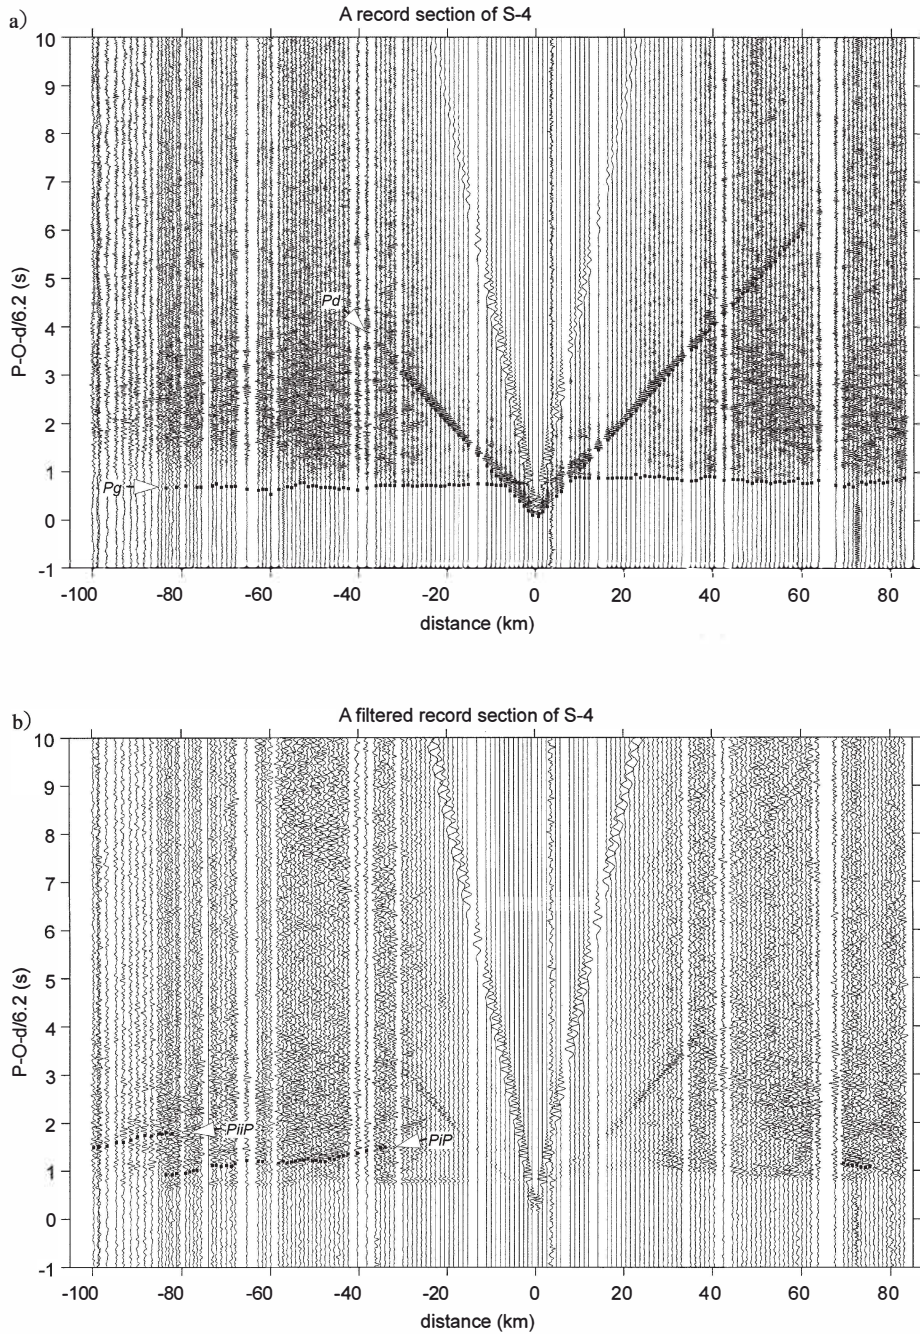 a)
A record section of S-4
10
9
8
7
6
5
4
3
2
1
0
-1
P-O-d/6.2 (s)
Pd
Pg
-100 -80 -60 -40 -20 0 20 40 60 80
distance (km)
b)
A filtered record section of S-4
10
9
8
7
6
5
4
3
2
1
0
-1
P-O-d/6.2 (s)
PiiP
PiP
-100 -80 -60 -40 -20 0 20 40 60 80
distance (km)